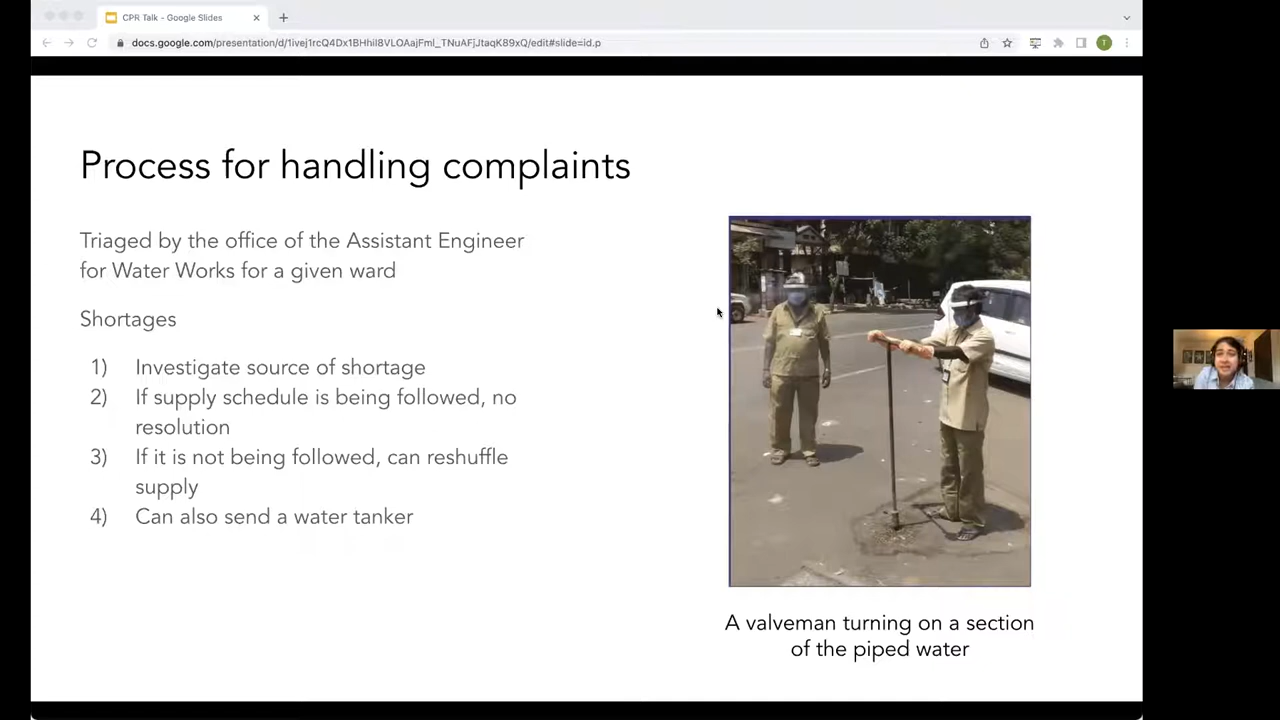 CPR Talk - Google Slides
docs.google.com/presentation/d/1ivej1rcQ4Dx1BHhil8VLOAajFml_TNuAFjJtaqK89xQ/edit#slide=id.p
T
Process for handling complaints
Triaged by the office of the Assistant Engineer
for Water Works for a given ward
Shortages
1) Investigate source of shortage
2) If supply schedule is being followed, no
resolution
3) If it is not being followed, can reshuffle
supply
4) Can also send a water tanker
A valveman turning on a section
of the piped water